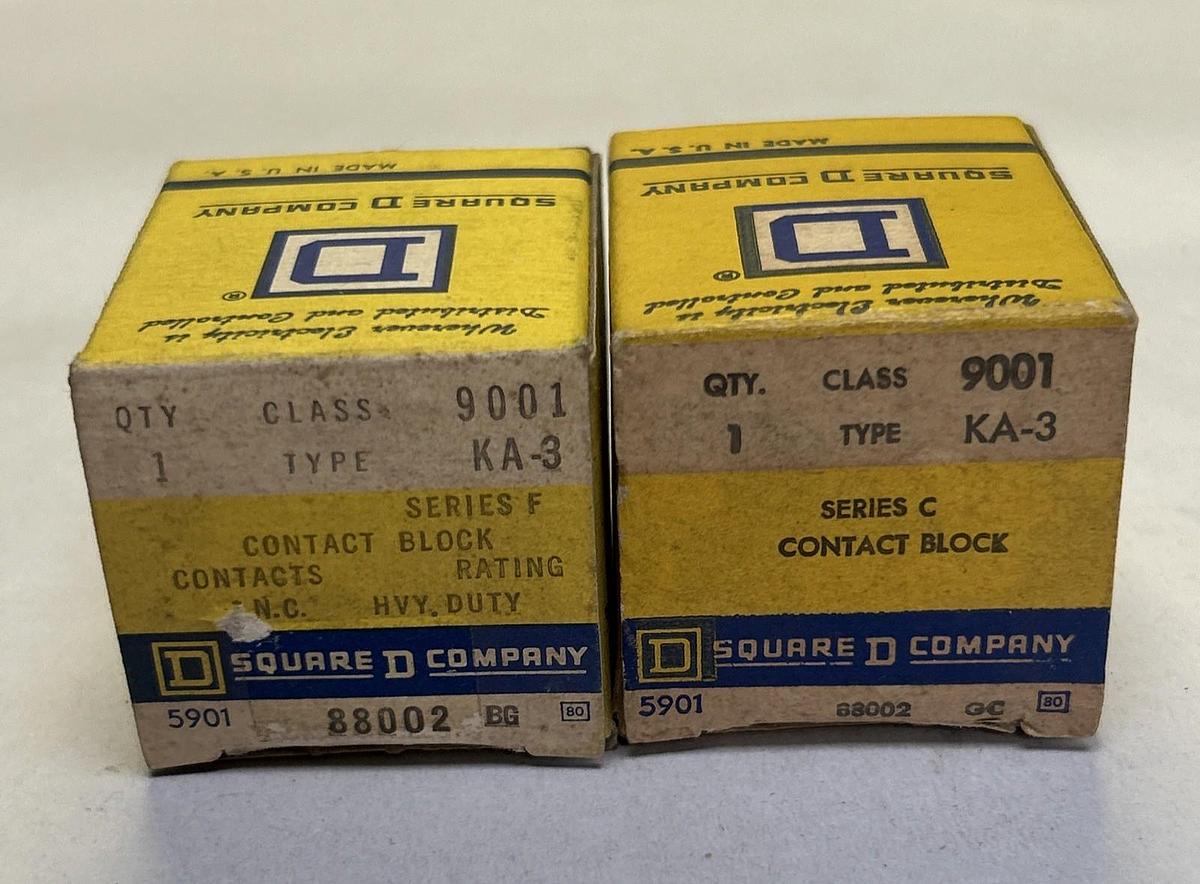 MADE IN U.S.A.
SQUARE D COMPANY
D
®
Wherever Electricity is
Distributed and Controlled
QTY CLASS 9001
1 TYPE KA-3
SERIES F
CONTACT BLOCK
CONTACTS RATING
N.C. HVY. DUTY
D SQUARE D COMPANY
5901 88002 BG 80
MADE IN U.S.A.
SQUARE D COMPANY
D
®
Wherever Electricity is
Distributed and Controlled
QTY. CLASS 9001
1 TYPE KA-3
SERIES C
CONTACT BLOCK
D SQUARE D COMPANY
5901 88002 GC 80